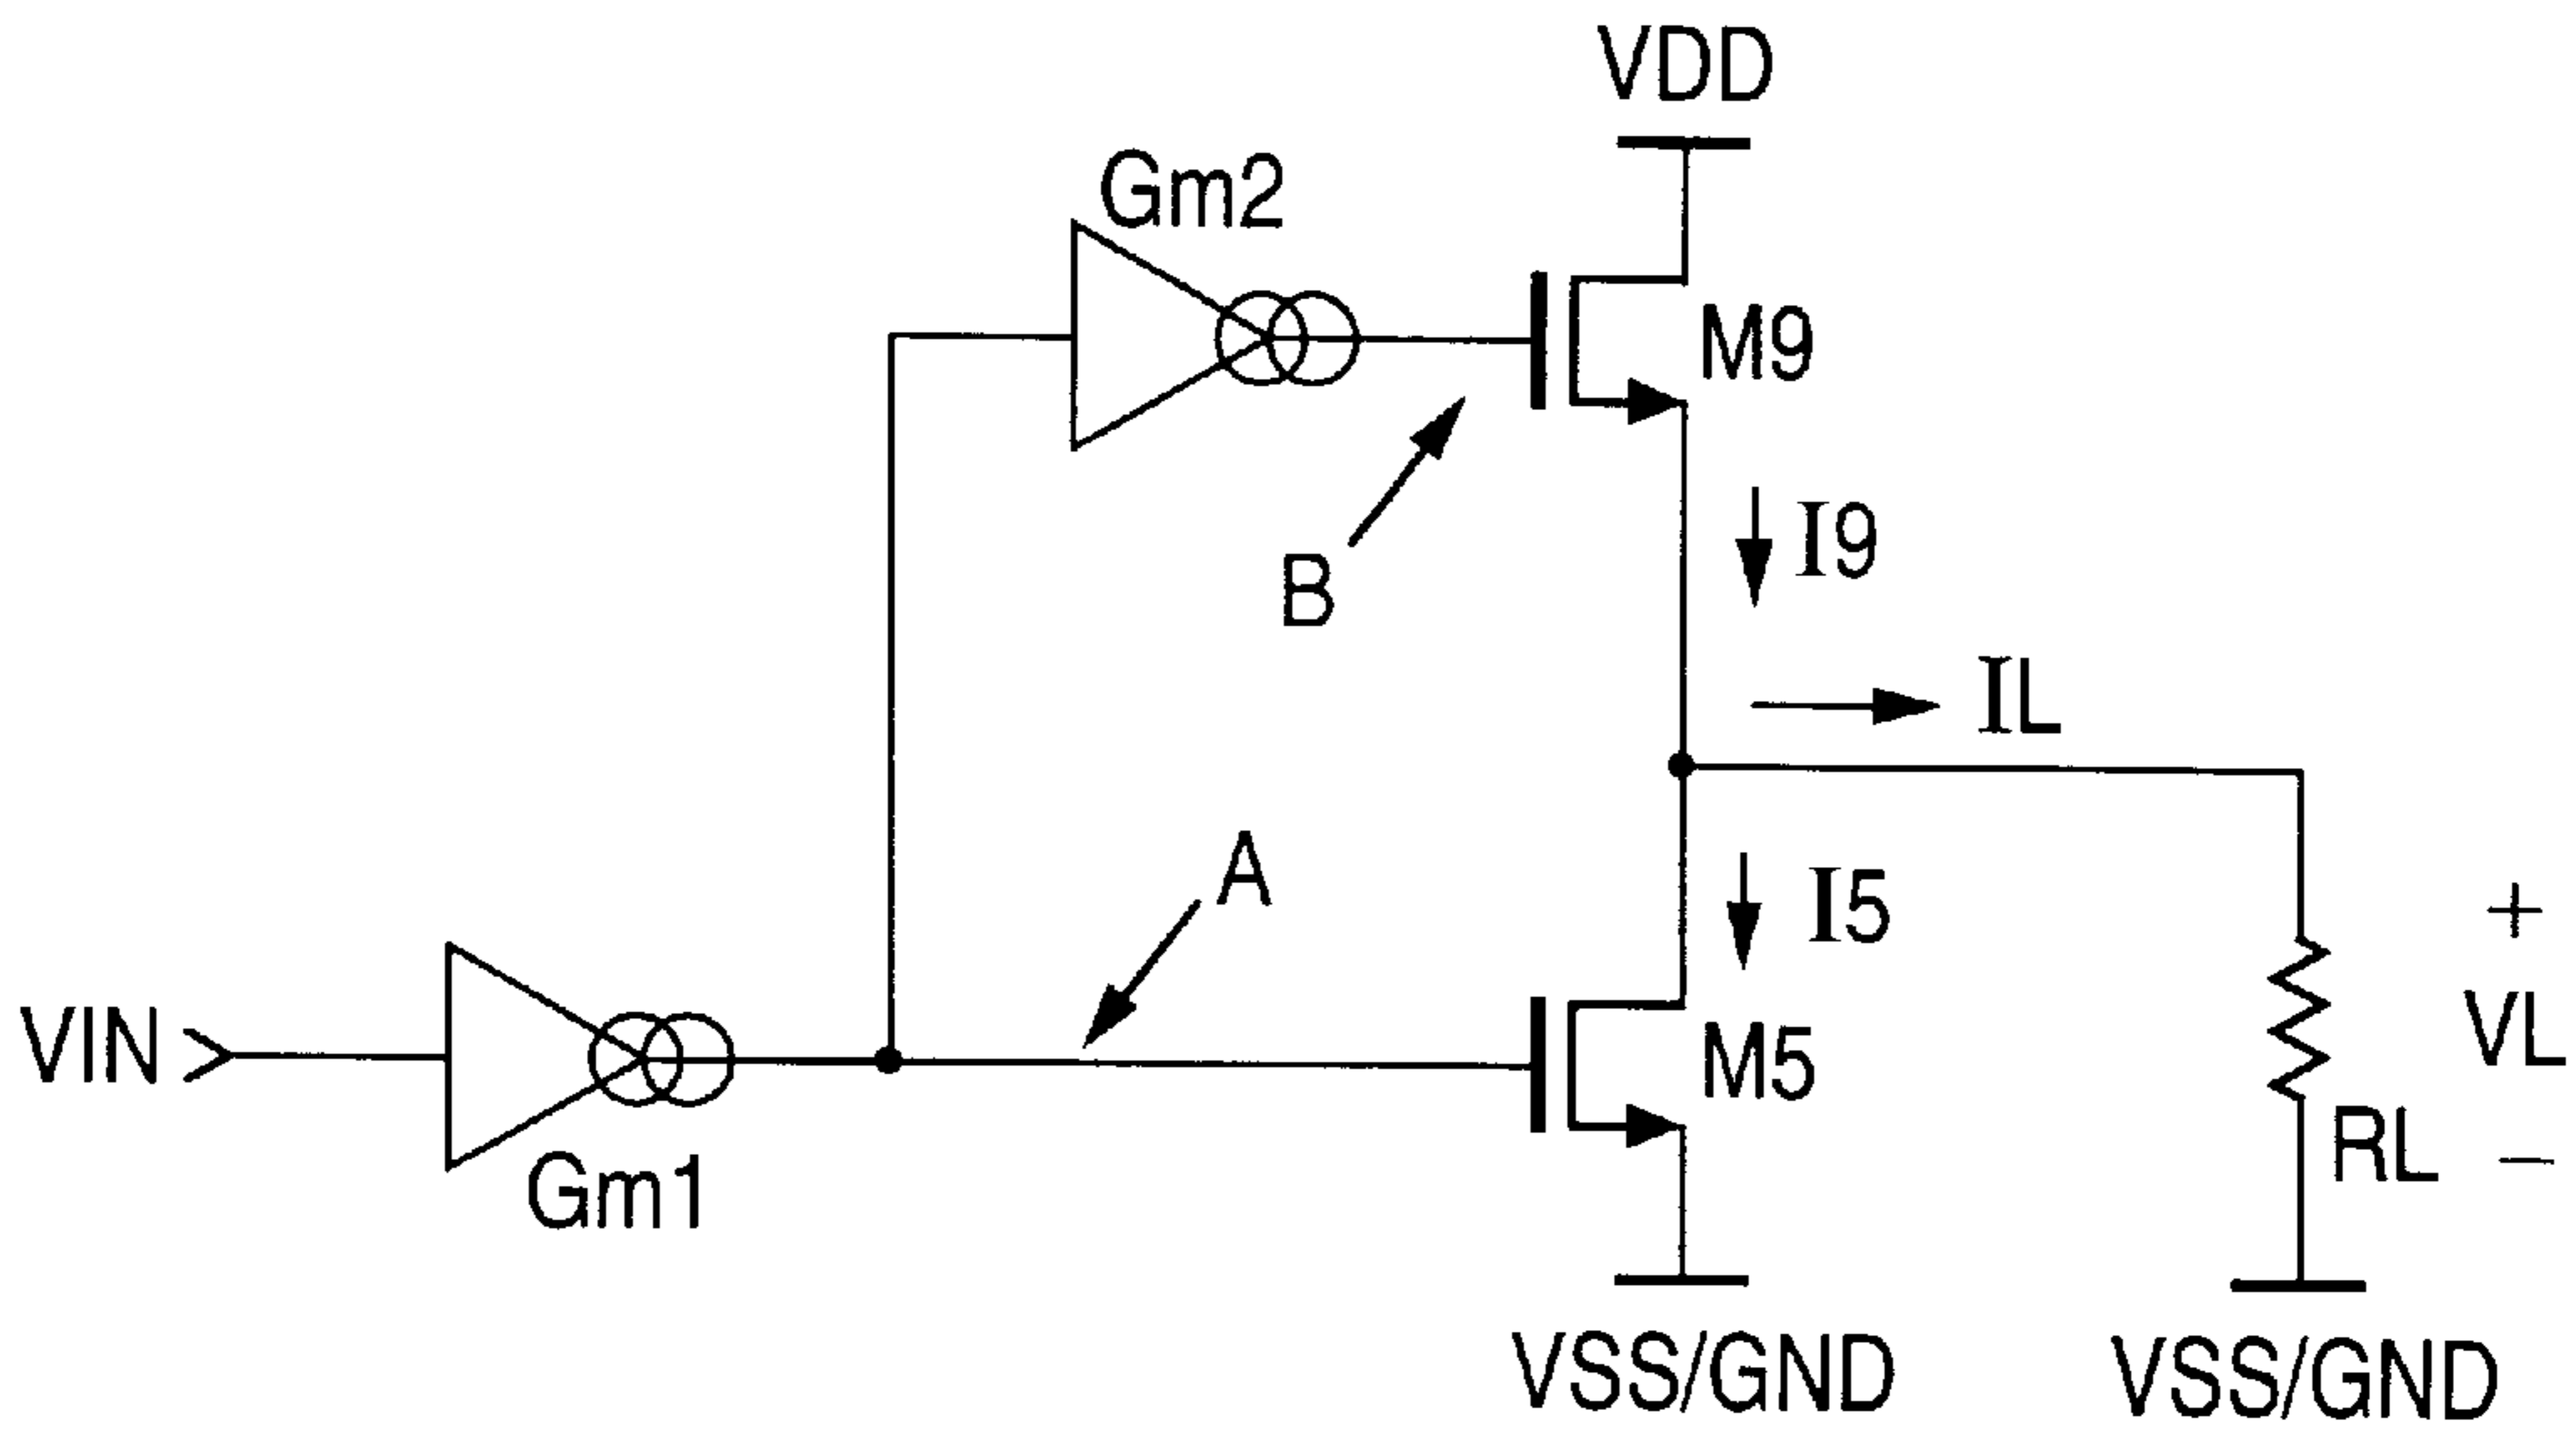 VDD
Gm2
M9
I9
B
IL
A
I5
+
VIN
M5
VL
Gm1
RL
−
VSS/GND
VSS/GND